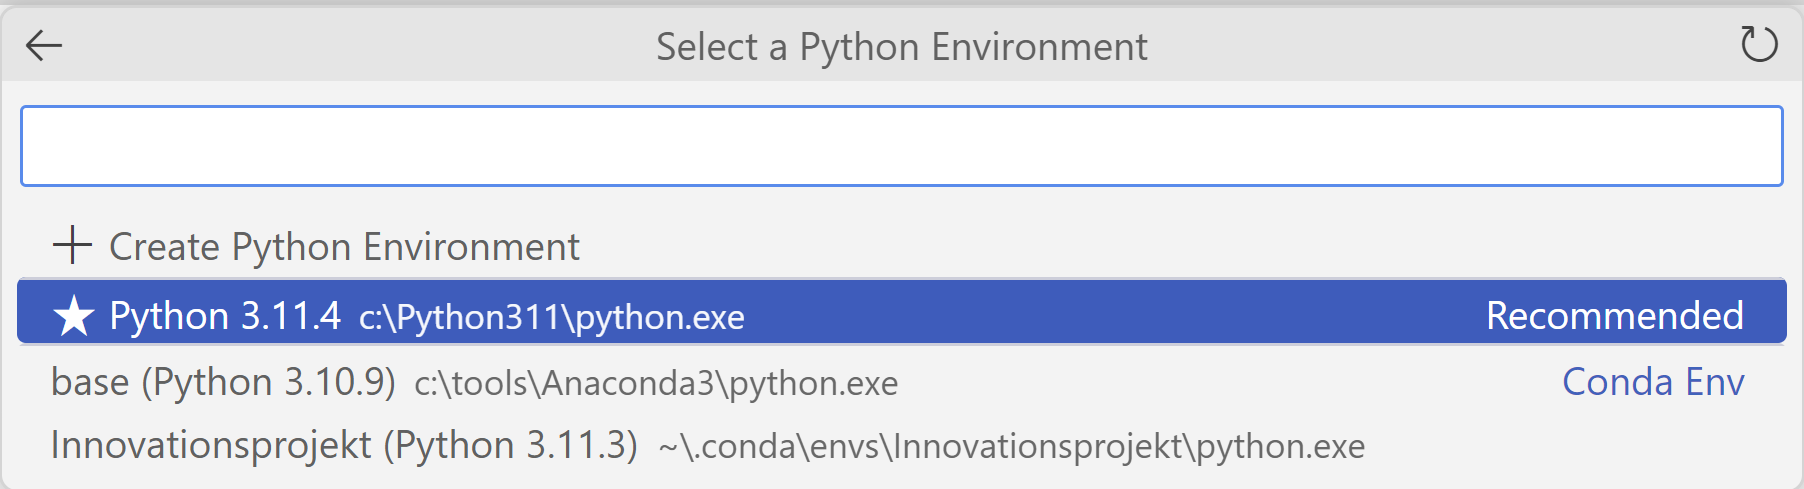 Select a Python Environment
Create Python Environment
Python 3.11.4 c:\Python311\python.exe Recommended
base (Python 3.10.9) c:\tools\Anaconda3\python.exe Conda Env
Innovationsprojekt (Python 3.11.3) ~\.conda\envs\Innovationsprojekt\python.exe